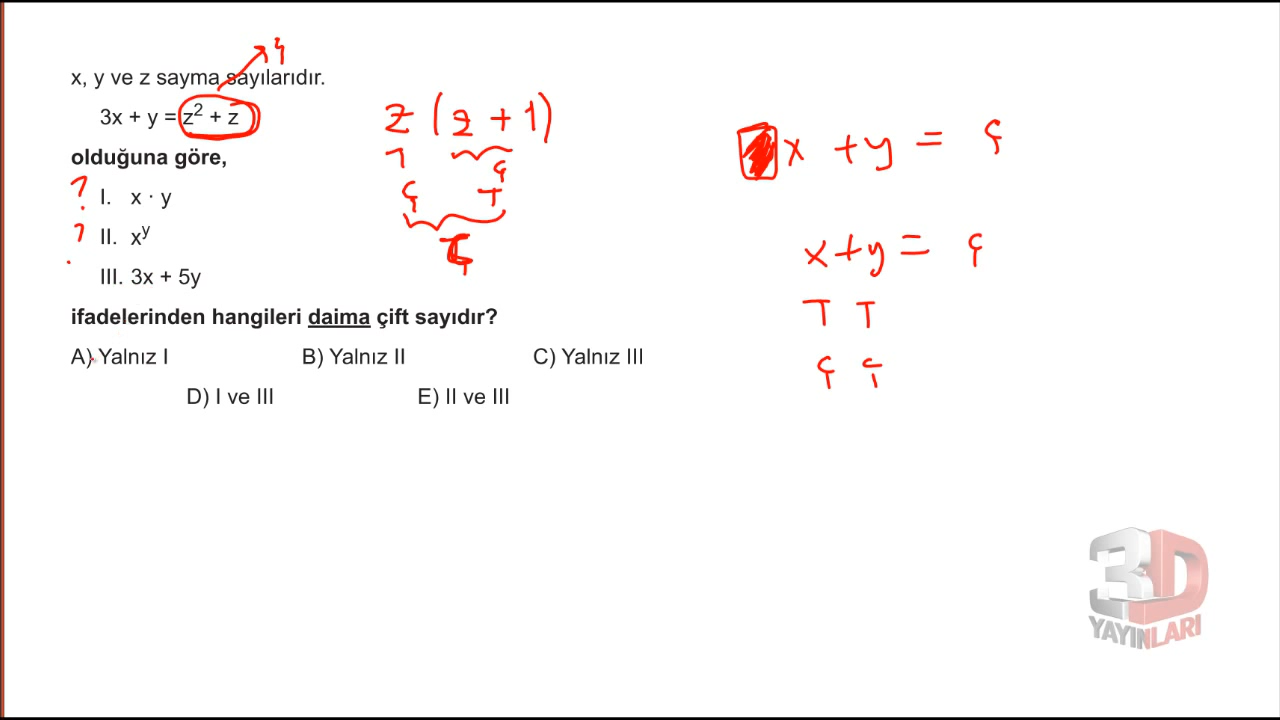 x, y ve z sayma sayılarıdır.
3x + y = z² + z
olduğuna göre,
? I. x · y
? II. xʸ
III. 3x + 5y
ifadelerinden hangileri daima çift sayıdır?
A) Yalnız I B) Yalnız II C) Yalnız III
D) I ve III E) II ve III
Ç
z (z + 1)
T Ç
Ç T
Ç
x + y = Ç
x + y = Ç
T T
Ç Ç
3D
YAYINLARI